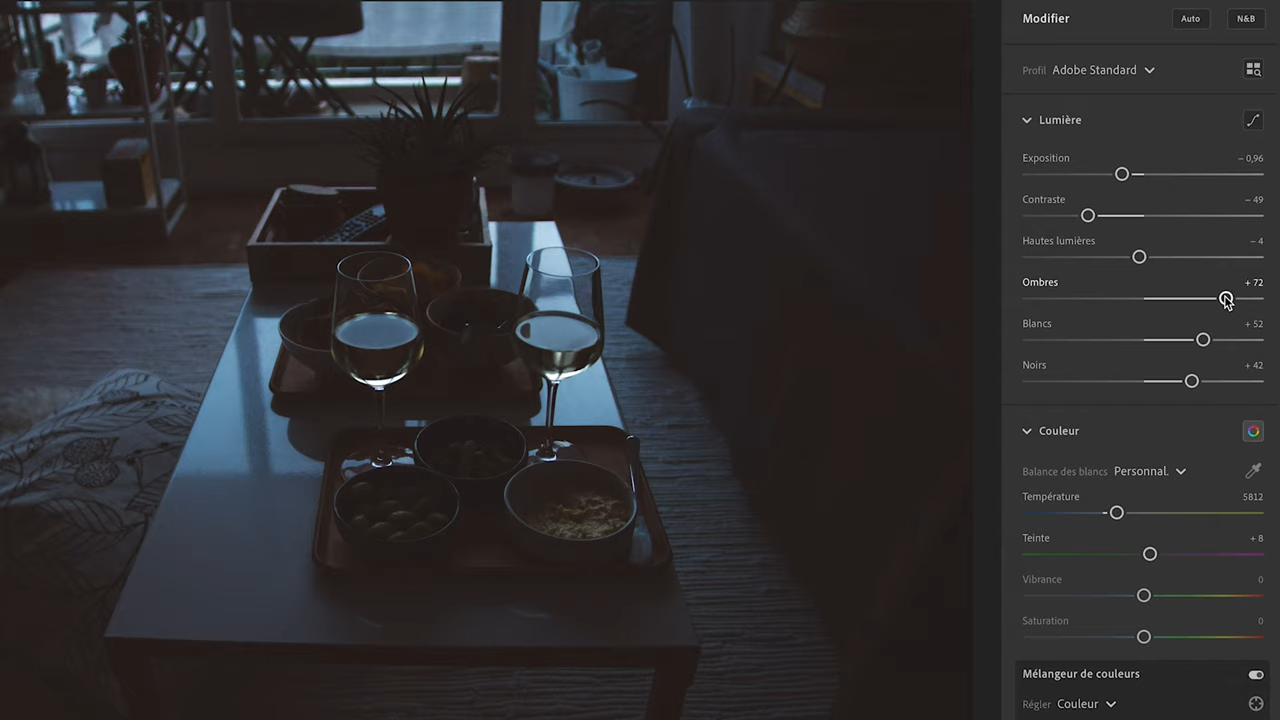 Modifier Auto N&B
Profil Adobe Standard
Lumière
Exposition – 0,96
Contraste – 49
Hautes lumières – 4
Ombres + 72
Blancs + 52
Noirs + 42
Couleur
Balance des blancs Personnal.
Température 5812
Teinte + 8
Vibrance 0
Saturation 0
Mélangeur de couleurs
Régler Couleur